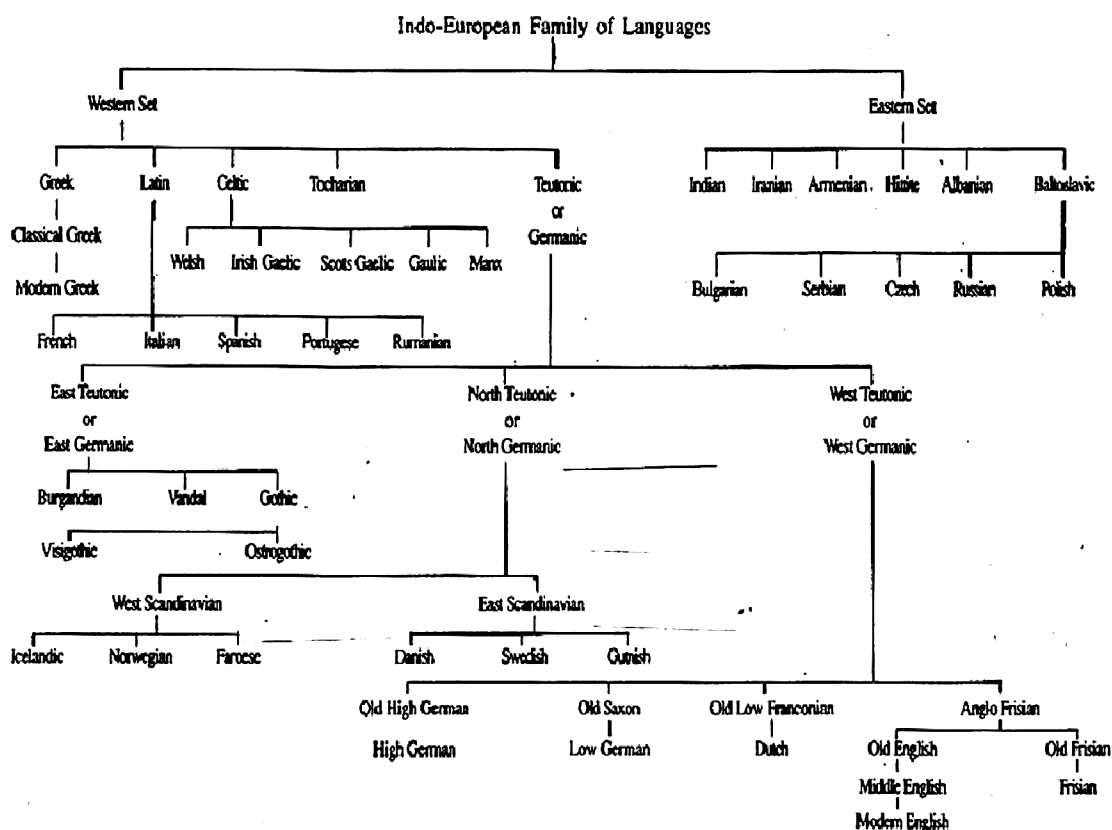 Indo-European Family of Languages
Western Set
Eastern Set
Greek Latin Celtic Tocharian Teutonic
or
Germanic
Indian Iranian Armenian Hittite Albanian Baltoslavic
Classical Greek
Modern Greek
Welsh Irish Gaelic Scots Gaelic Gaulic Manx
Bulgarian Serbian Czech Russian Polish
French Italian Spanish Portugese Rumanian
East Teutonic
or
East Germanic
North Teutonic
or
North Germanic
West Teutonic
or
West Germanic
Burgandian Vandal Gothic
Visigothic Ostrogothic
West Scandinavian East Scandinavian
Icelandic Norwegian Faroese Danish Swedish Gutnish
Old High German Old Saxon Old Low Franconian Anglo Frisian
High German Low German Dutch Old English Old Frisian
Middle English Frisian
Modern English